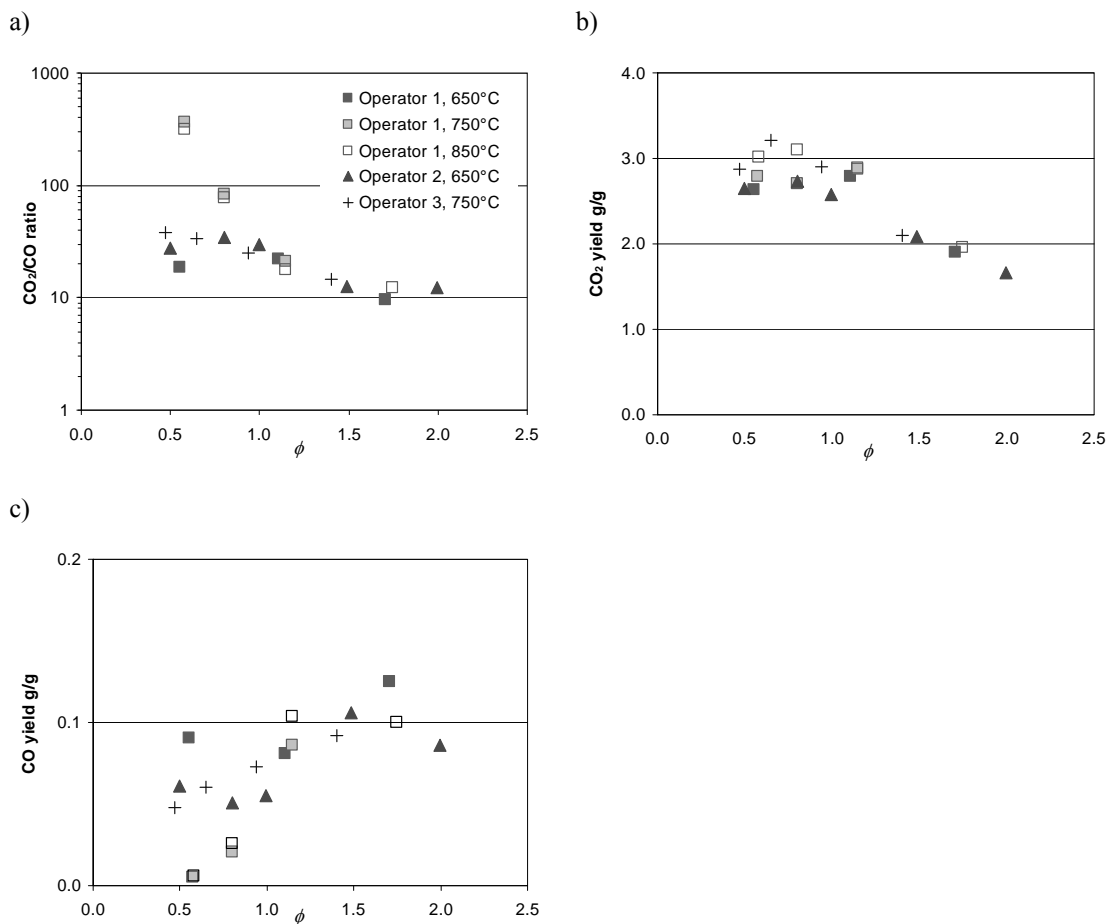 a)
1000
100
10
1
CO₂/CO ratio
Operator 1, 650°C
Operator 1, 750°C
Operator 1, 850°C
Operator 2, 650°C
Operator 3, 750°C
0.0 0.5 1.0 1.5 2.0 2.5
ϕ
b)
4.0
3.0
2.0
1.0
0.0
CO₂ yield g/g
0.0 0.5 1.0 1.5 2.0 2.5
ϕ
c)
0.2
0.1
0.0
CO yield g/g
0.0 0.5 1.0 1.5 2.0 2.5
ϕ